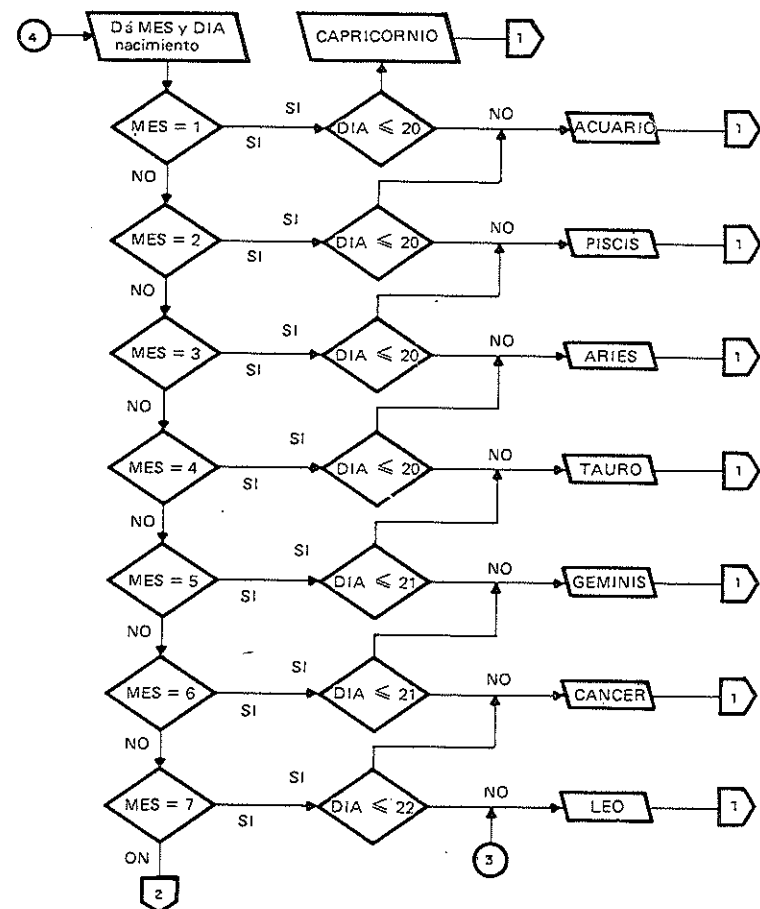 4
Dá MES y DIA
nacimiento
CAPRICORNIO
1
MES = 1
SI
SI
DIA ≤ 20
NO
ACUARIO
1
NO
MES = 2
SI
SI
DIA ≤ 20
NO
PISCIS
1
NO
MES = 3
SI
SI
DIA ≤ 20
NO
ARIES
1
NO
MES = 4
SI
SI
DIA ≤ 20
NO
TAURO
1
NO
MES = 5
SI
SI
DIA ≤ 21
NO
GEMINIS
1
NO
MES = 6
SI
SI
DIA ≤ 21
NO
CANCER
1
NO
MES = 7
SI
SI
DIA ≤ 22
NO
LEO
1
ON
3
2